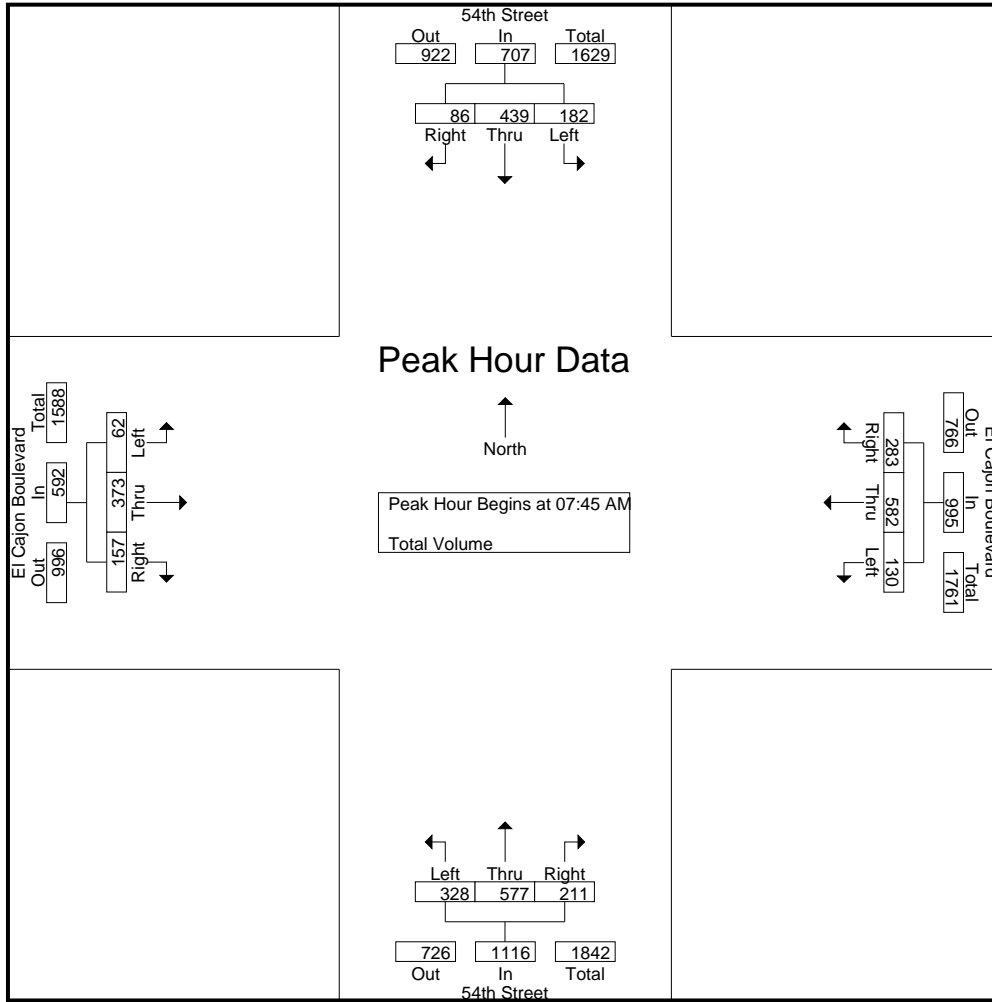 54th Street
Out In Total
922 707 1629
86 439 182
Right Thru Left
Peak Hour Data
North
Peak Hour Begins at 07:45 AM
Total Volume
El Cajon Boulevard
Out In Total
996 592 1588
157 373 62
Right Thru Left
El Cajon Boulevard
Out In Total
766 995 1761
283 582 130
Right Thru Left
Left Thru Right
328 577 211
726 1116 1842
Out In Total
54th Street